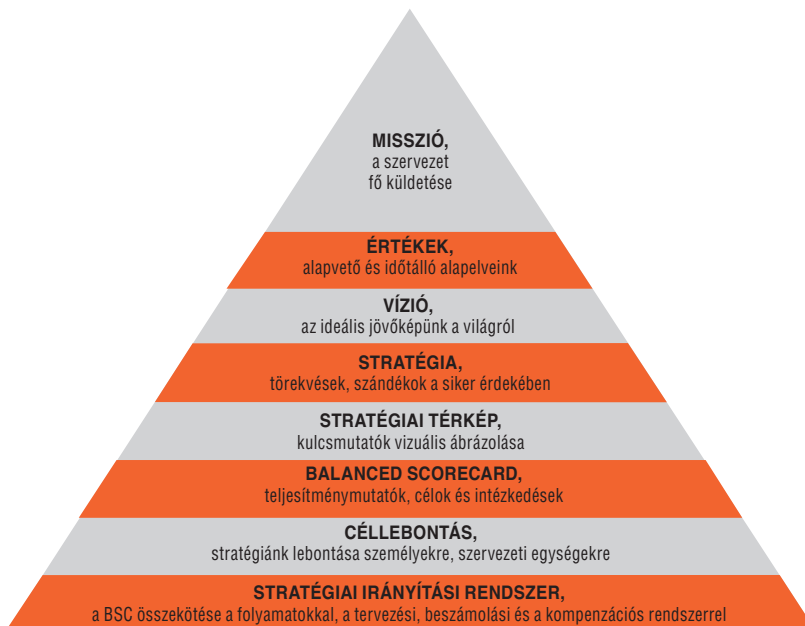 MISSZIÓ,
a szervezet
fő küldetése
ÉRTÉKEK,
alapvető és időtálló alapelveink
VÍZIÓ,
az ideális jövőképünk a világról
STRATÉGIA,
törekvések, szándékok a siker érdekében
STRATÉGIAI TÉRKÉP,
kulcsmutatók vizuális ábrázolása
BALANCED SCORECARD,
teljesítménymutatók, célok és intézkedések
CÉLLEBONTÁS,
stratégiánk lebontása személyekre, szervezeti egységekre
STRATÉGIAI IRÁNYÍTÁSI RENDSZER,
a BSC összekötése a folyamatokkal, a tervezési, beszámolási és a kompenzációs rendszerrel